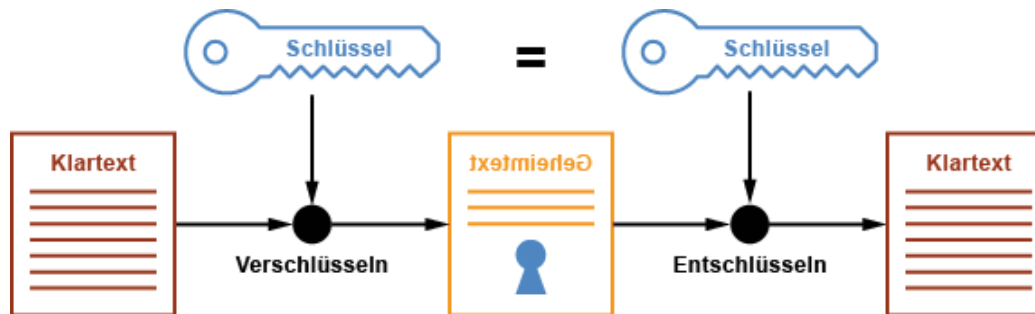 Schlüssel = Schlüssel
Klartext
Geheimtext
Klartext
Verschlüsseln
Entschlüsseln